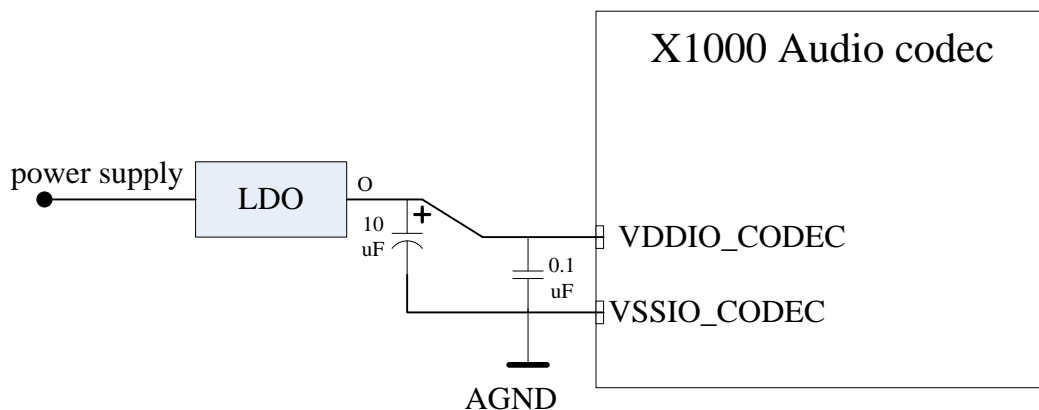 X1000 Audio codec
power supply
LDO
O
+
10
uF
VDDIO_CODEC
0.1
uF
VSSIO_CODEC
AGND